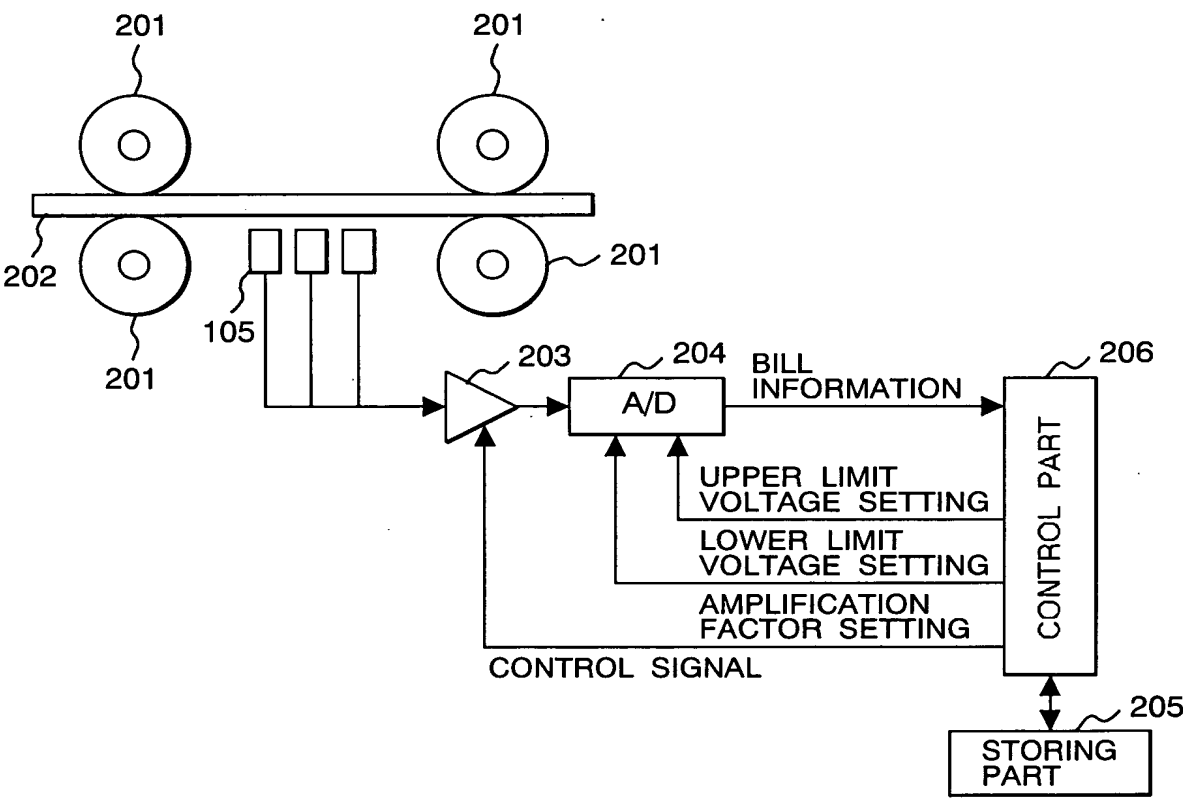 201
201
202
105
201
201
203
204
206
A/D
BILL
INFORMATION
UPPER LIMIT
VOLTAGE SETTING
LOWER LIMIT
VOLTAGE SETTING
AMPLIFICATION
FACTOR SETTING
CONTROL SIGNAL
CONTROL PART
205
STORING
PART